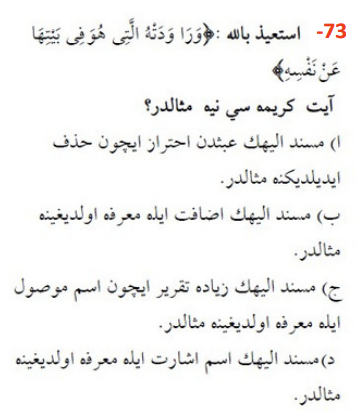 73- استعيذ بالله :﴿وَرَا وَدَتْهُ الَّتِى هُوَ فِى بَيْتِهَا
عَنْ نَفْسِهِ﴾
آيت كريمه سي نيه مثالدر؟
ا) مسند اليهك عبثدن احتراز ايچون حذف
ايديلديكنه مثالدر.
ب) مسند اليهك اضافت ايله معرفه اولديغينه
مثالدر.
ج) مسند اليهك زياده تقرير ايچون اسم موصول
ايله معرفه اولديغينه مثالدر.
د)مسند اليهك اسم اشارت ايله معرفه اولديغينه
مثالدر.